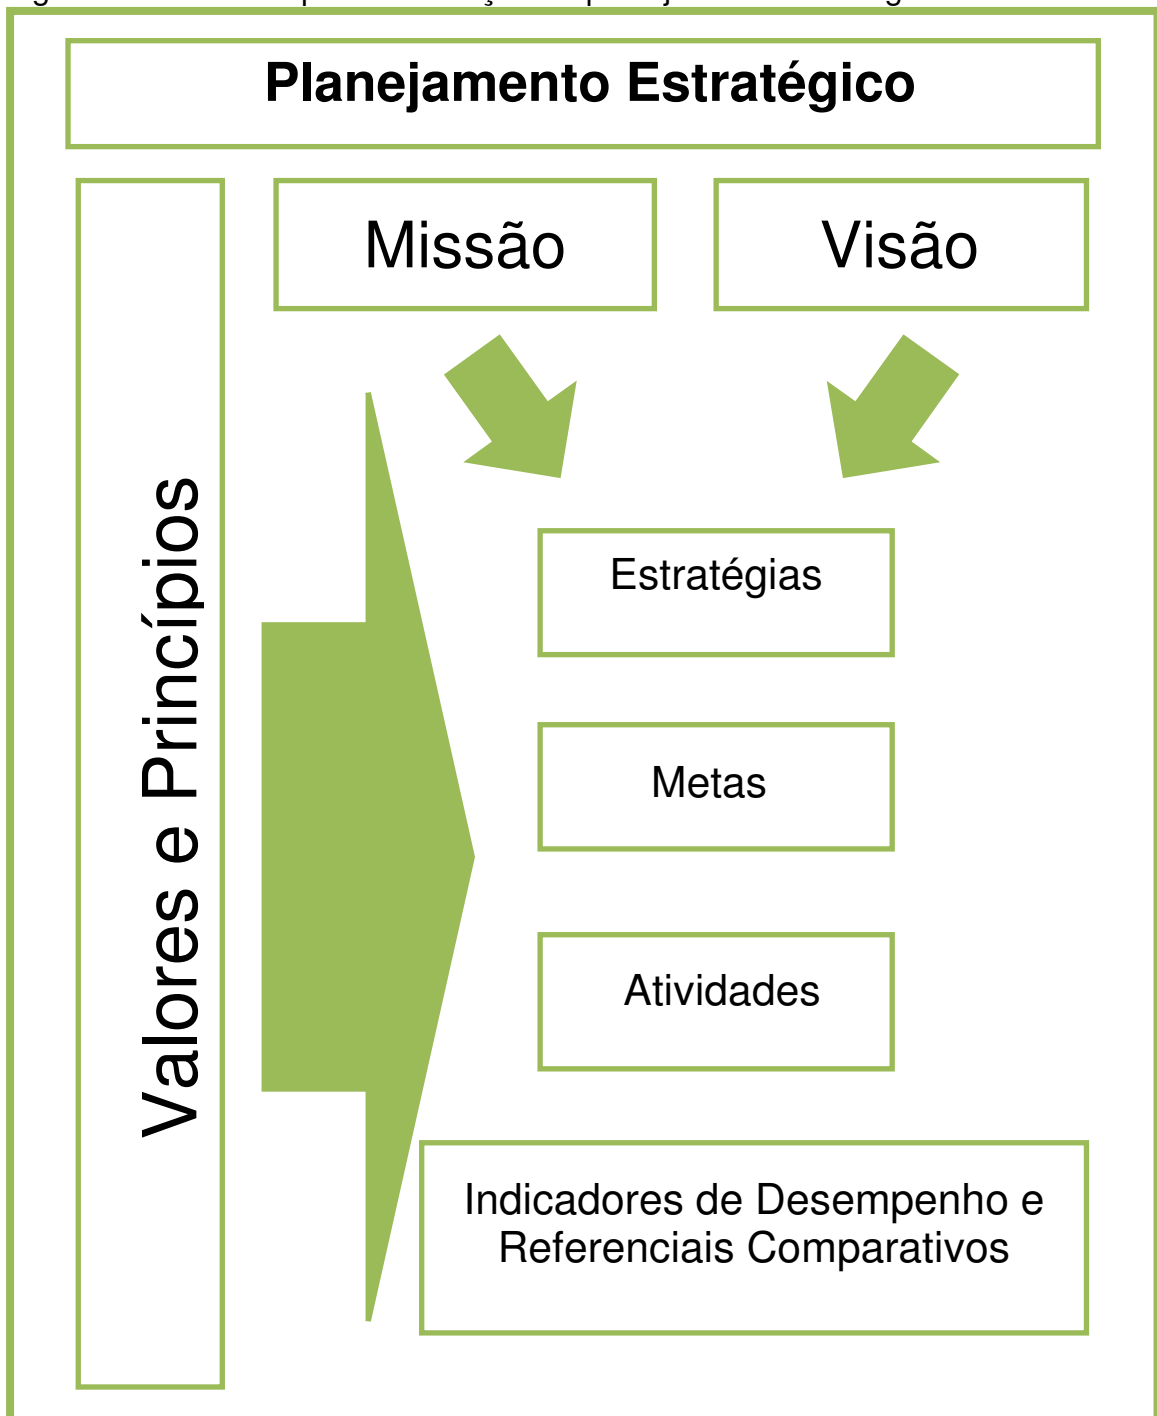 Planejamento Estratégico
Missão
Visão
Valores e Princípios
Estratégias
Metas
Atividades
Indicadores de Desempenho e
Referenciais Comparativos